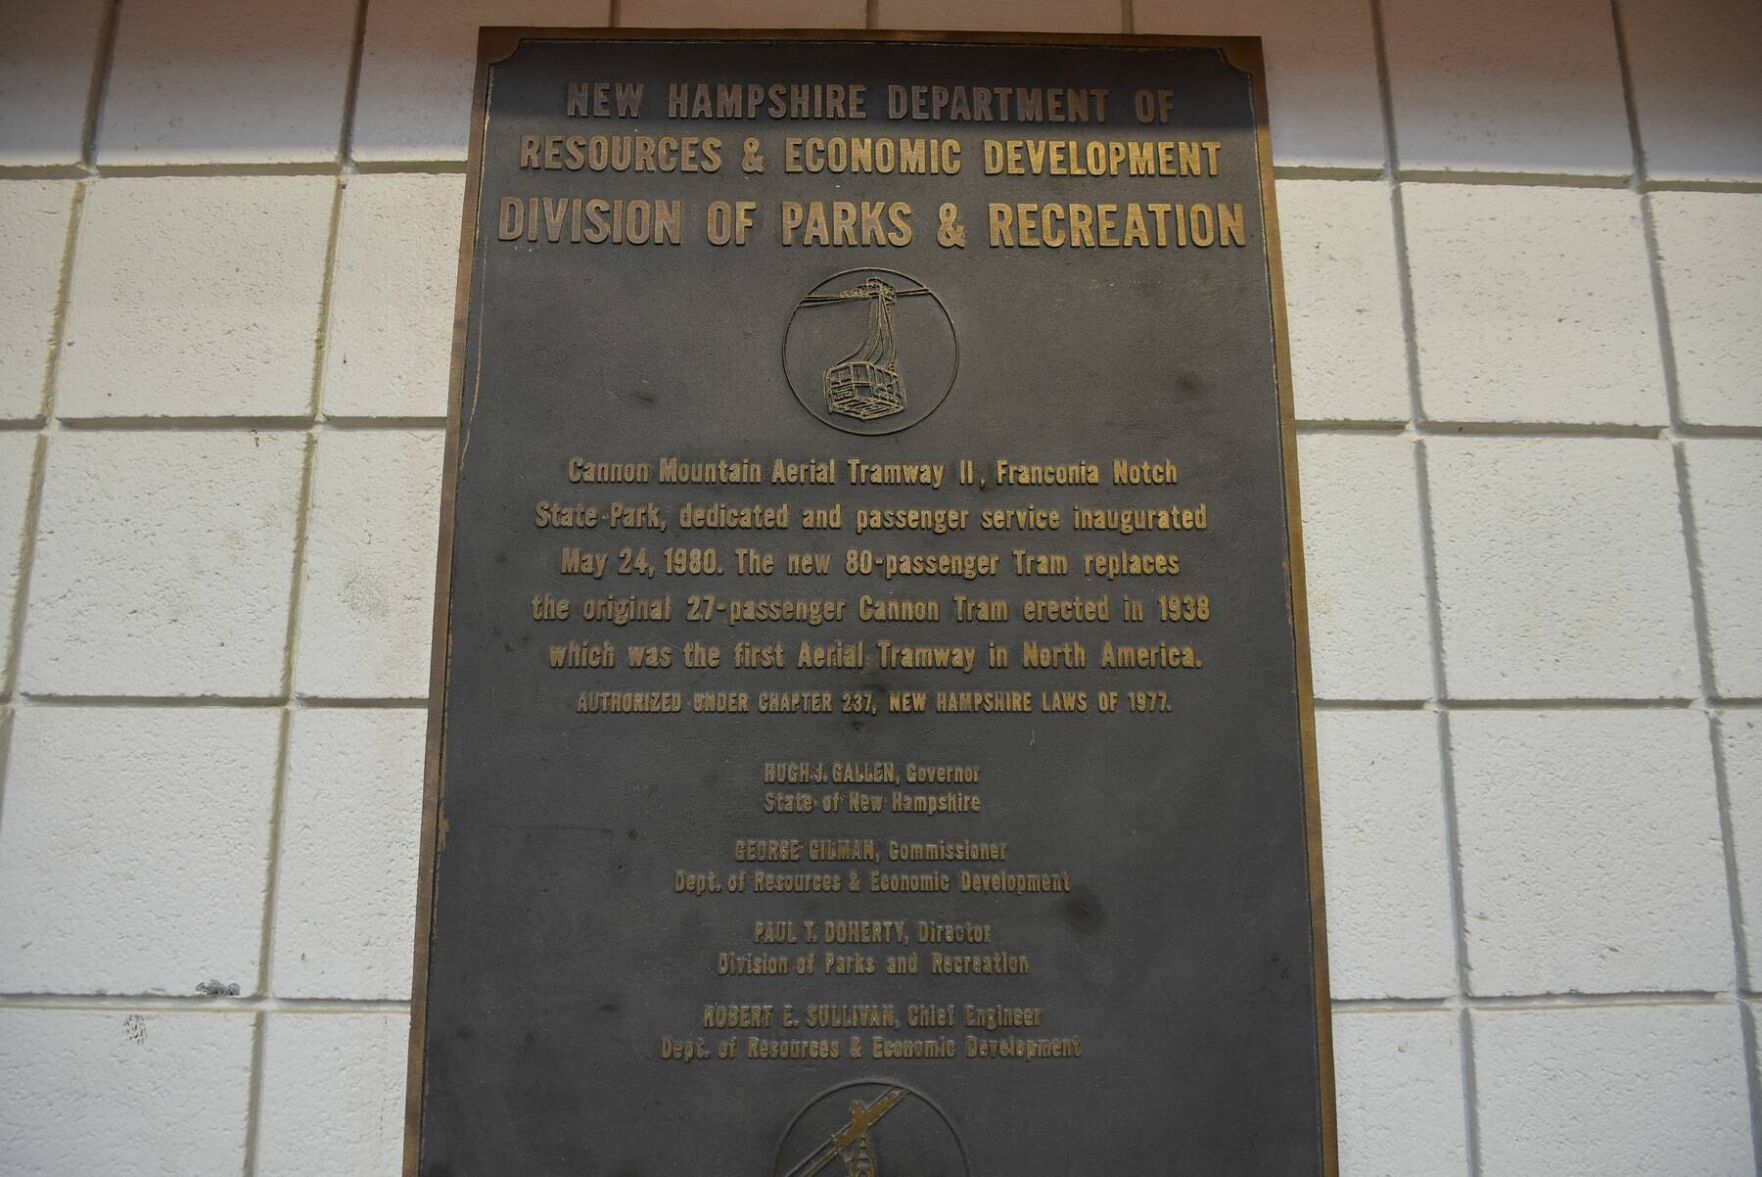 NEW HAMPSHIRE DEPARTMENT OF
RESOURCES & ECONOMIC DEVELOPMENT
DIVISION OF PARKS & RECREATION
Cannon Mountain Aerial Tramway II, Franconia Notch
State Park, dedicated and passenger service inaugurated
May 24, 1980. The new 80-passenger Tram replaces
the original 27-passenger Cannon Tram erected in 1938
which was the first Aerial Tramway in North America.
AUTHORIZED UNDER CHAPTER 237, NEW HAMPSHIRE LAWS OF 1977.
HUGH J. GALLEN, Governor
State of New Hampshire
GEORGE GILMAN, Commissioner
Dept. of Resources & Economic Development
PAUL T. DOHERTY, Director
Division of Parks and Recreation
ROBERT E. SULLIVAN, Chief Engineer
Dept. of Resources & Economic Development